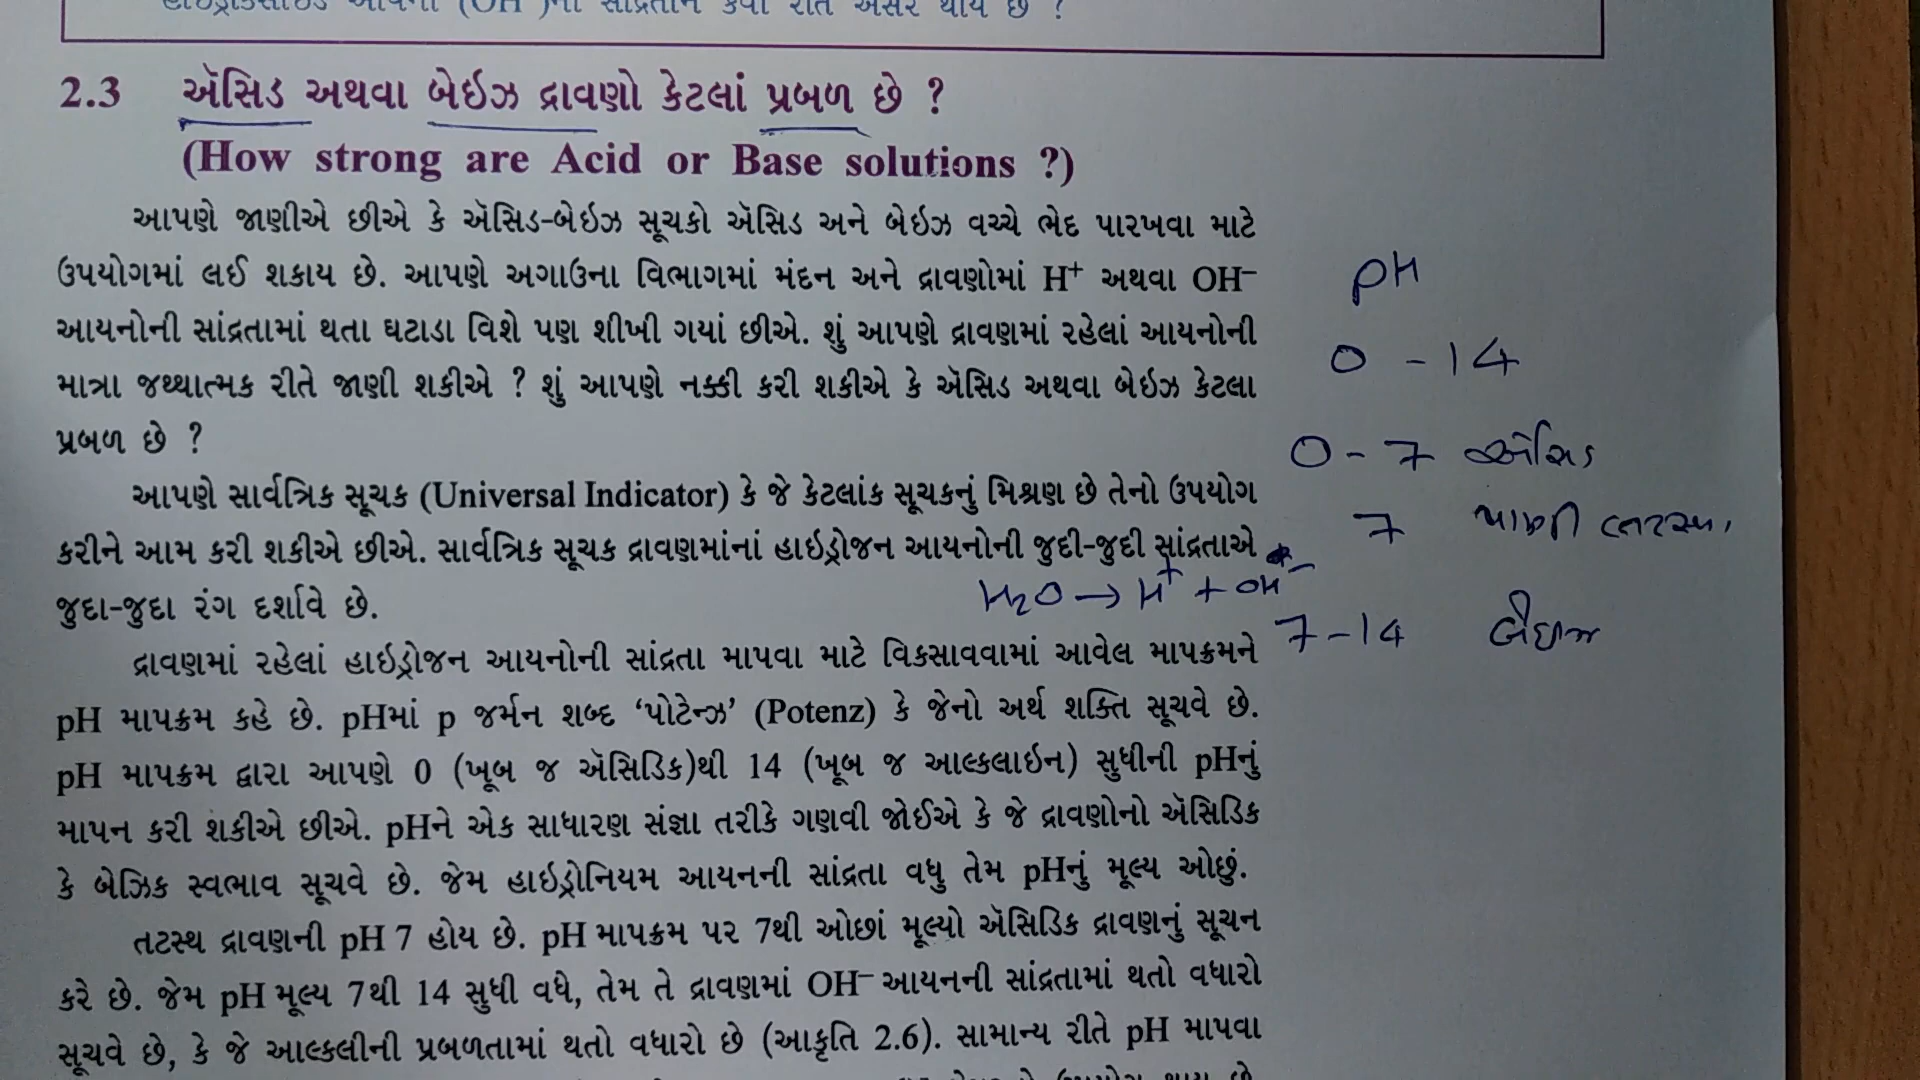 2.3 ઍસિડ અથવા બેઇઝ દ્રાવણો કેટલાં પ્રબળ છે ?
(How strong are Acid or Base solutions ?)
આપણે જાણીએ છીએ કે ઍસિડ-બેઇઝ સૂચકો ઍસિડ અને બેઇઝ વચ્ચે ભેદ પારખવા માટે
ઉપયોગમાં લઈ શકાય છે. આપણે અગાઉના વિભાગમાં મંદન અને દ્રાવણોમાં H⁺ અથવા OH⁻
આયનોની સાંદ્રતામાં થતા ઘટાડા વિશે પણ શીખી ગયાં છીએ. શું આપણે દ્રાવણમાં રહેલાં આયનોની
માત્રા જથ્થાત્મક રીતે જાણી શકીએ ? શું આપણે નક્કી કરી શકીએ કે ઍસિડ અથવા બેઇઝ કેટલા
પ્રબળ છે ?
આપણે સાર્વત્રિક સૂચક (Universal Indicator) કે જે કેટલાંક સૂચકનું મિશ્રણ છે તેનો ઉપયોગ
કરીને આમ કરી શકીએ છીએ. સાર્વત્રિક સૂચક દ્રાવણમાંનાં હાઇડ્રોજન આયનોની જુદી-જુદી સાંદ્રતાએ
જુદા-જુદા રંગ દર્શાવે છે.
H₂O → H⁺ + OH⁻
દ્રાવણમાં રહેલાં હાઇડ્રોજન આયનોની સાંદ્રતા માપવા માટે વિકસાવવામાં આવેલ માપક્રમને
pH માપક્રમ કહે છે. pHમાં p જર્મન શબ્દ ‘પોટેન્ઝ’ (Potenz) કે જેનો અર્થ શક્તિ સૂચવે છે.
pH માપક્રમ દ્વારા આપણે 0 (ખૂબ જ ઍસિડિક)થી 14 (ખૂબ જ આલ્કલાઇન) સુધીની pHનું
માપન કરી શકીએ છીએ. pHને એક સાધારણ સંજ્ઞા તરીકે ગણવી જોઈએ કે જે દ્રાવણોનો ઍસિડિક
કે બેઝિક સ્વભાવ સૂચવે છે. જેમ હાઇડ્રોનિયમ આયનની સાંદ્રતા વધુ તેમ pHનું મૂલ્ય ઓછું.
તટસ્થ દ્રાવણની pH 7 હોય છે. pH માપક્રમ પર 7થી ઓછાં મૂલ્યો ઍસિડિક દ્રાવણનું સૂચન
કરે છે. જેમ pH મૂલ્ય 7થી 14 સુધી વધે, તેમ તે દ્રાવણમાં OH⁻ આયનની સાંદ્રતામાં થતો વધારો
સૂચવે છે, કે જે આલ્કલીની પ્રબળતામાં થતો વધારો છે (આકૃતિ 2.6). સામાન્ય રીતે pH માપવા
pH
0 - 14
0 - 7 ઍસિડ
7 પાણી તટસ્થ
7 - 14 બેઇઝ